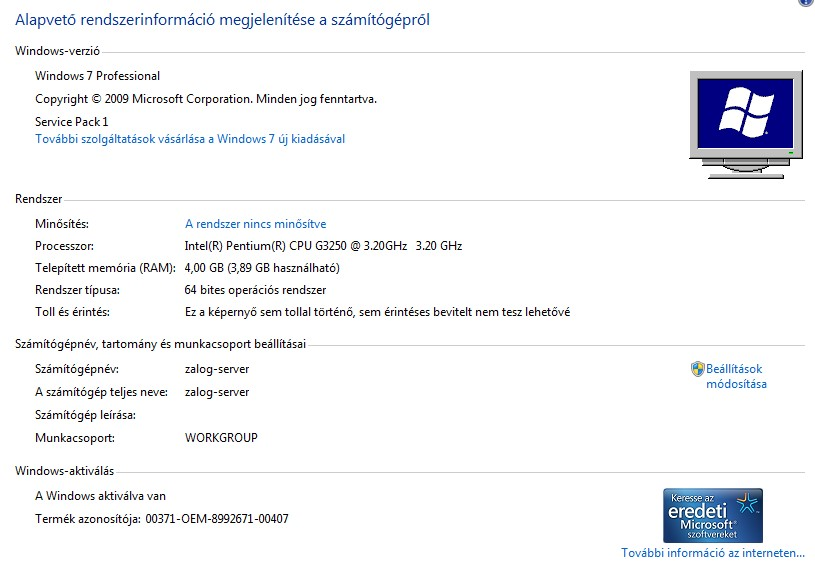 Alapvető rendszerinformáció megjelenítése a számítógépről
Windows-verzió
Windows 7 Professional
Copyright © 2009 Microsoft Corporation. Minden jog fenntartva.
Service Pack 1
További szolgáltatások vásárlása a Windows 7 új kiadásával
Rendszer
Minősítés: A rendszer nincs minősítve
Processzor: Intel(R) Pentium(R) CPU G3250 @ 3.20GHz 3.20 GHz
Telepített memória (RAM): 4,00 GB (3,89 GB használható)
Rendszer típusa: 64 bites operációs rendszer
Toll és érintés: Ez a képernyő sem tollal történő, sem érintéses bevitelt nem tesz lehetővé
Számítógépnév, tartomány és munkacsoport beállításai
Számítógépnév: zalog-server
Beállítások
módosítása
A számítógép teljes neve: zalog-server
Számítógép leírása:
Munkacsoport: WORKGROUP
Windows-aktiválás
A Windows aktiválva van
Termék azonosítója: 00371-OEM-8992671-00407
Keresse az
eredeti
Microsoft®
szoftvereket
További információ az interneten...